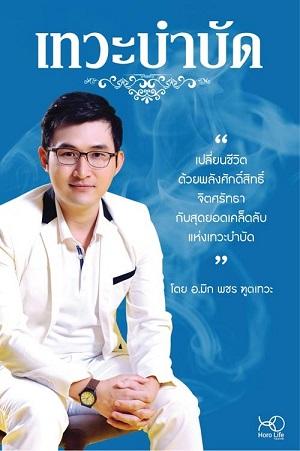 เทวะบำบัด
“
เปลี่ยนชีวิต
ด้วยพลังศักดิ์สิทธิ์
จิตศรัทธา
กับสุดยอดเคล็ดลับ
แห่งเทวะบำบัด
”
โดย อ.มิก พชร ฑูตเทวะ
Horo Life